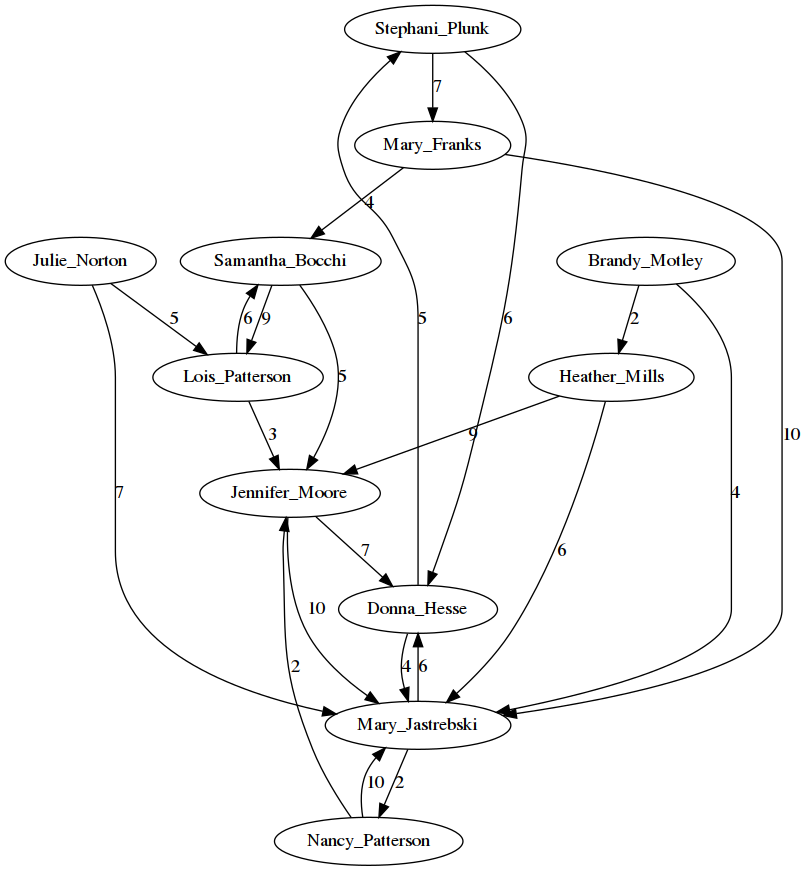 Stephani_Plunk
7
Mary_Franks
4
Julie_Norton
Samantha_Bocchi
Brandy_Motley
5
6
9
5
6
2
Lois_Patterson
5
Heather_Mills
3
9
10
Jennifer_Moore
7
4
7
6
Donna_Hesse
10
2
4
6
Mary_Jastrebski
10
2
Nancy_Patterson